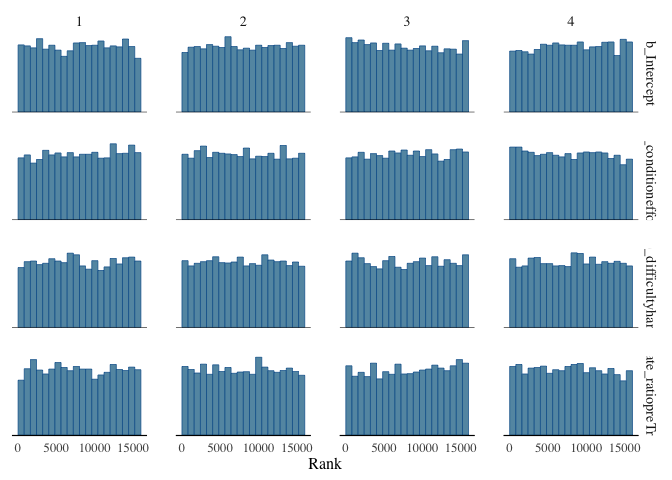 1 2 3 4
b_Intercept
_conditioneffc
_difficultyhar
ate_ratiopreTr
0 5000 10000 15000 0 5000 10000 15000 0 5000 10000 15000 0 5000 10000 15000
Rank